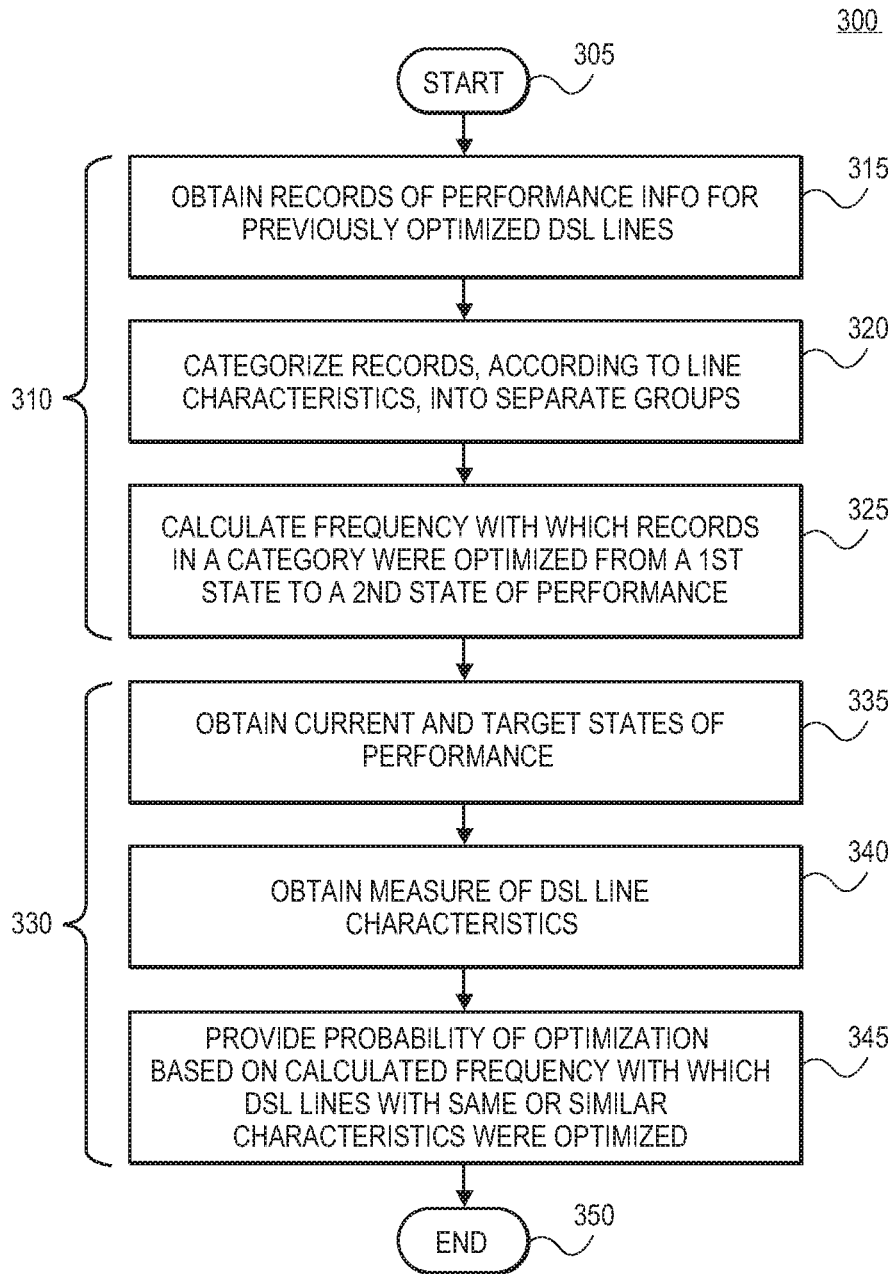 300
START
305
OBTAIN RECORDS OF PERFORMANCE INFO FOR
PREVIOUSLY OPTIMIZED DSL LINES
315
CATEGORIZE RECORDS, ACCORDING TO LINE
CHARACTERISTICS, INTO SEPARATE GROUPS
320
310
CALCULATE FREQUENCY WITH WHICH RECORDS
IN A CATEGORY WERE OPTIMIZED FROM A 1ST
STATE TO A 2ND STATE OF PERFORMANCE
325
OBTAIN CURRENT AND TARGET STATES OF
PERFORMANCE
335
OBTAIN MEASURE OF DSL LINE
CHARACTERISTICS
340
330
PROVIDE PROBABILITY OF OPTIMIZATION
BASED ON CALCULATED FREQUENCY WITH WHICH
DSL LINES WITH SAME OR SIMILAR
CHARACTERISTICS WERE OPTIMIZED
345
END
350